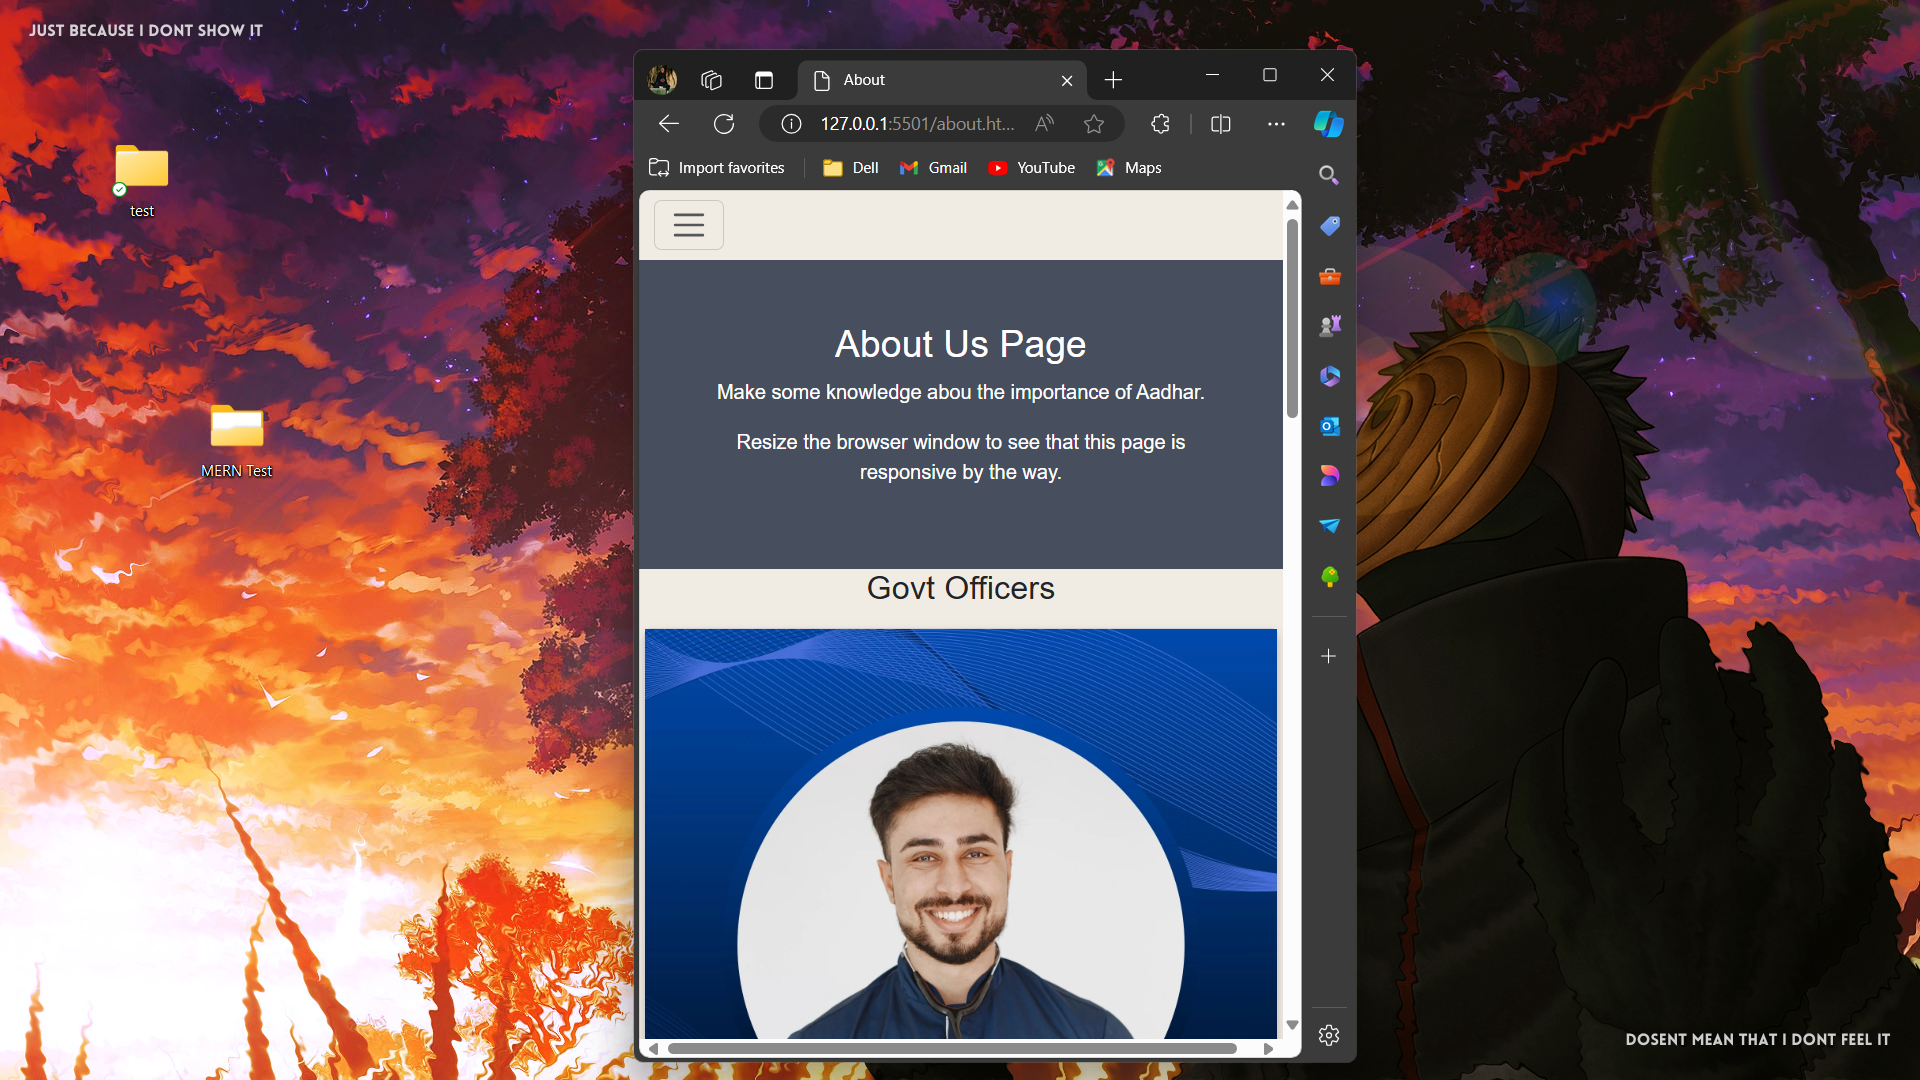 JUST BECAUSE I DONT SHOW IT
test
MERN Test
About
127.0.0.1:5501/about.ht...
Import favorites
Dell
Gmail
YouTube
Maps
About Us Page
Make some knowledge abou the importance of Aadhar.
Resize the browser window to see that this page is
responsive by the way.
Govt Officers
DOSENT MEAN THAT I DONT FEEL IT